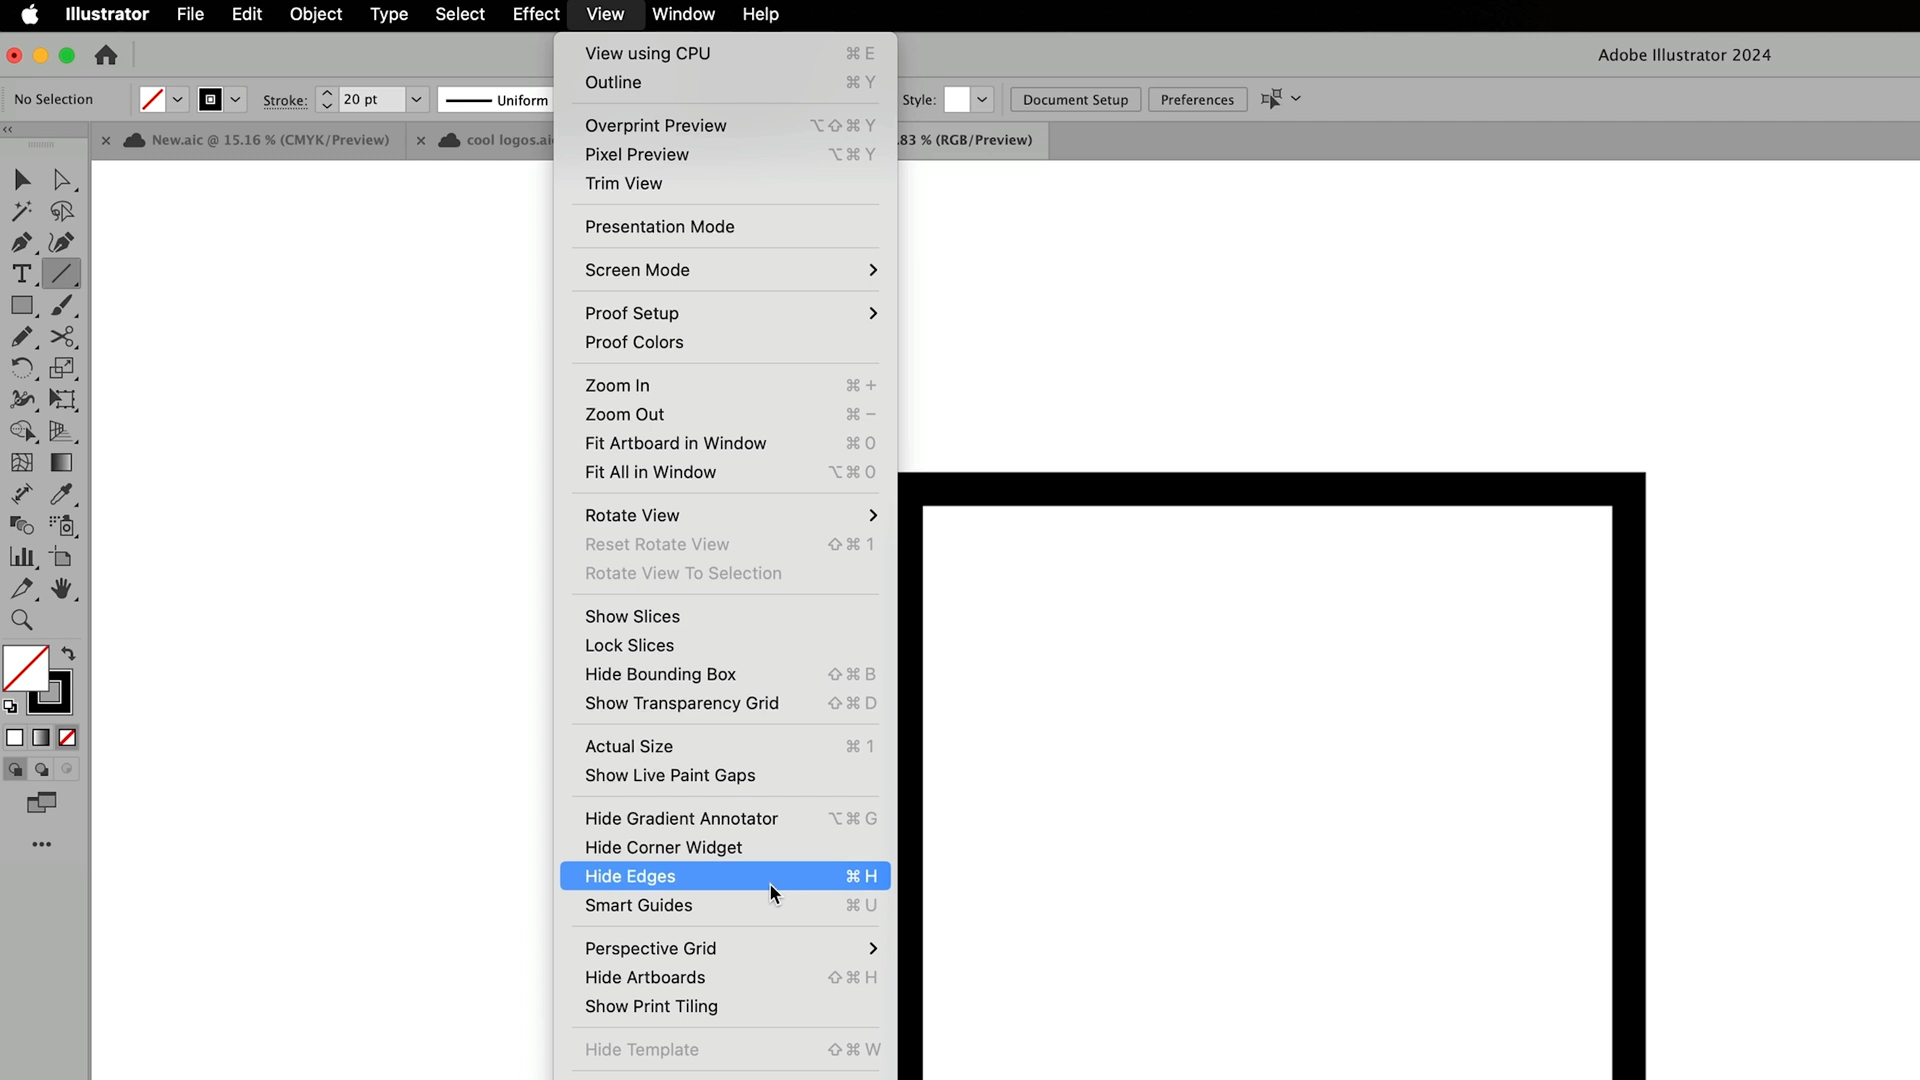 Illustrator File Edit Object Type Select Effect View Window Help
Adobe Illustrator 2024
No Selection Stroke: 20 pt Uniform Style: Document Setup Preferences
New.aic @ 15.16 % (CMYK/Preview) cool logos.aic .83 % (RGB/Preview)
View using CPU ⌘ E
Outline ⌘ Y
Overprint Preview ⌥⇧⌘ Y
Pixel Preview ⌥⌘ Y
Trim View
Presentation Mode
Screen Mode
Proof Setup
Proof Colors
Zoom In ⌘ +
Zoom Out ⌘ −
Fit Artboard in Window ⌘ 0
Fit All in Window ⌥⌘ 0
Rotate View
Reset Rotate View ⇧⌘ 1
Rotate View To Selection
Show Slices
Lock Slices
Hide Bounding Box ⇧⌘ B
Show Transparency Grid ⇧⌘ D
Actual Size ⌘ 1
Show Live Paint Gaps
Hide Gradient Annotator ⌥⌘ G
Hide Corner Widget
Hide Edges ⌘ H
Smart Guides ⌘ U
Perspective Grid
Hide Artboards ⇧⌘ H
Show Print Tiling
Hide Template ⇧⌘ W